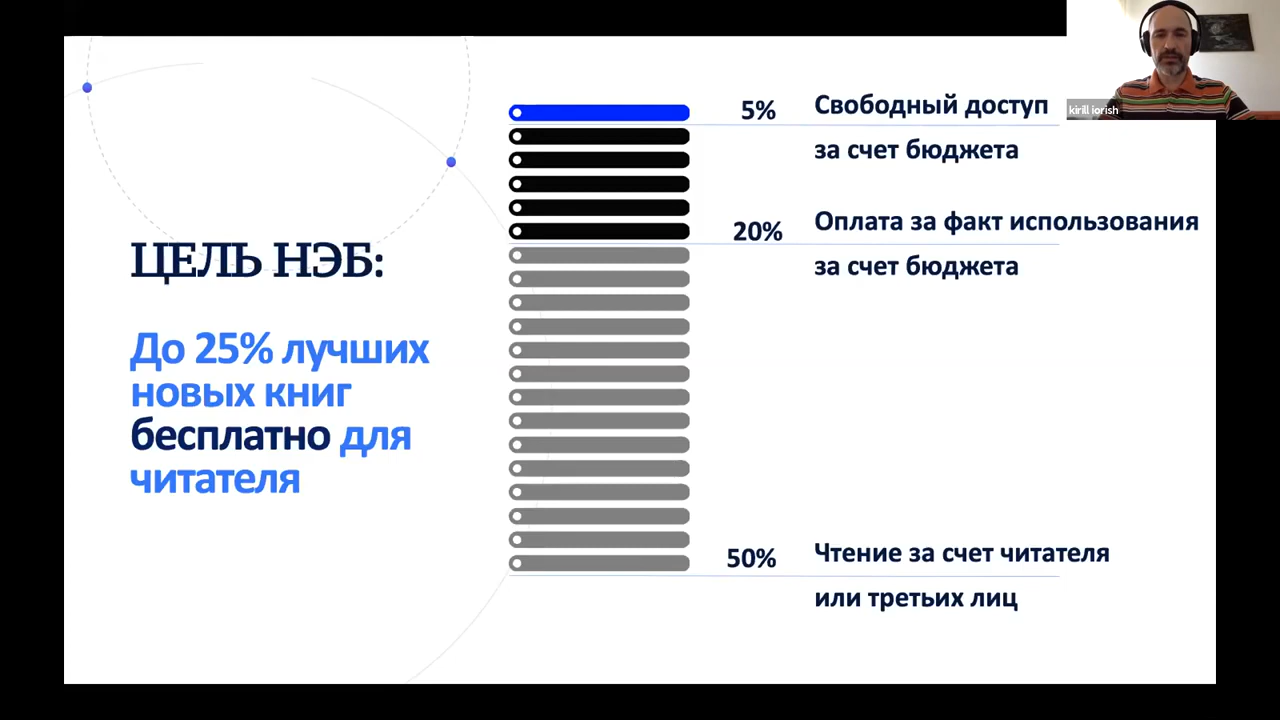 ЦЕЛЬ НЭБ:
До 25% лучших
новых книг
бесплатно для
читателя
5%
Свободный доступ
за счет бюджета
20%
Оплата за факт использования
за счет бюджета
50%
Чтение за счет читателя
или третьих лиц
kirill iorish